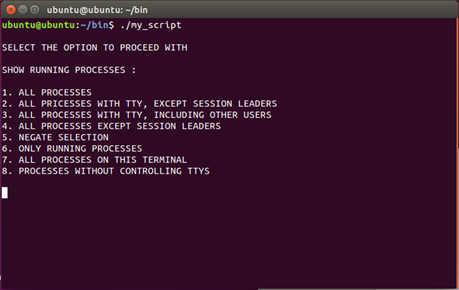 ubuntu@ubuntu: ~/bin
ubuntu@ubuntu:~/bin$ ./my_script
SELECT THE OPTION TO PROCEED WITH
SHOW RUNNING PROCESSES :
1. ALL PROCESSES
2. ALL PRICESSES WITH TTY, EXCEPT SESSION LEADERS
3. ALL PROCESSES WITH TTY, INCLUDING OTHER USERS
4. ALL PROCESSES EXCEPT SESSION LEADERS
5. NEGATE SELECTION
6. ONLY RUNNING PROCESSES
7. ALL PROCESSES ON THIS TERMINAL
8. PROCESSES WITHOUT CONTROLLING TTYS